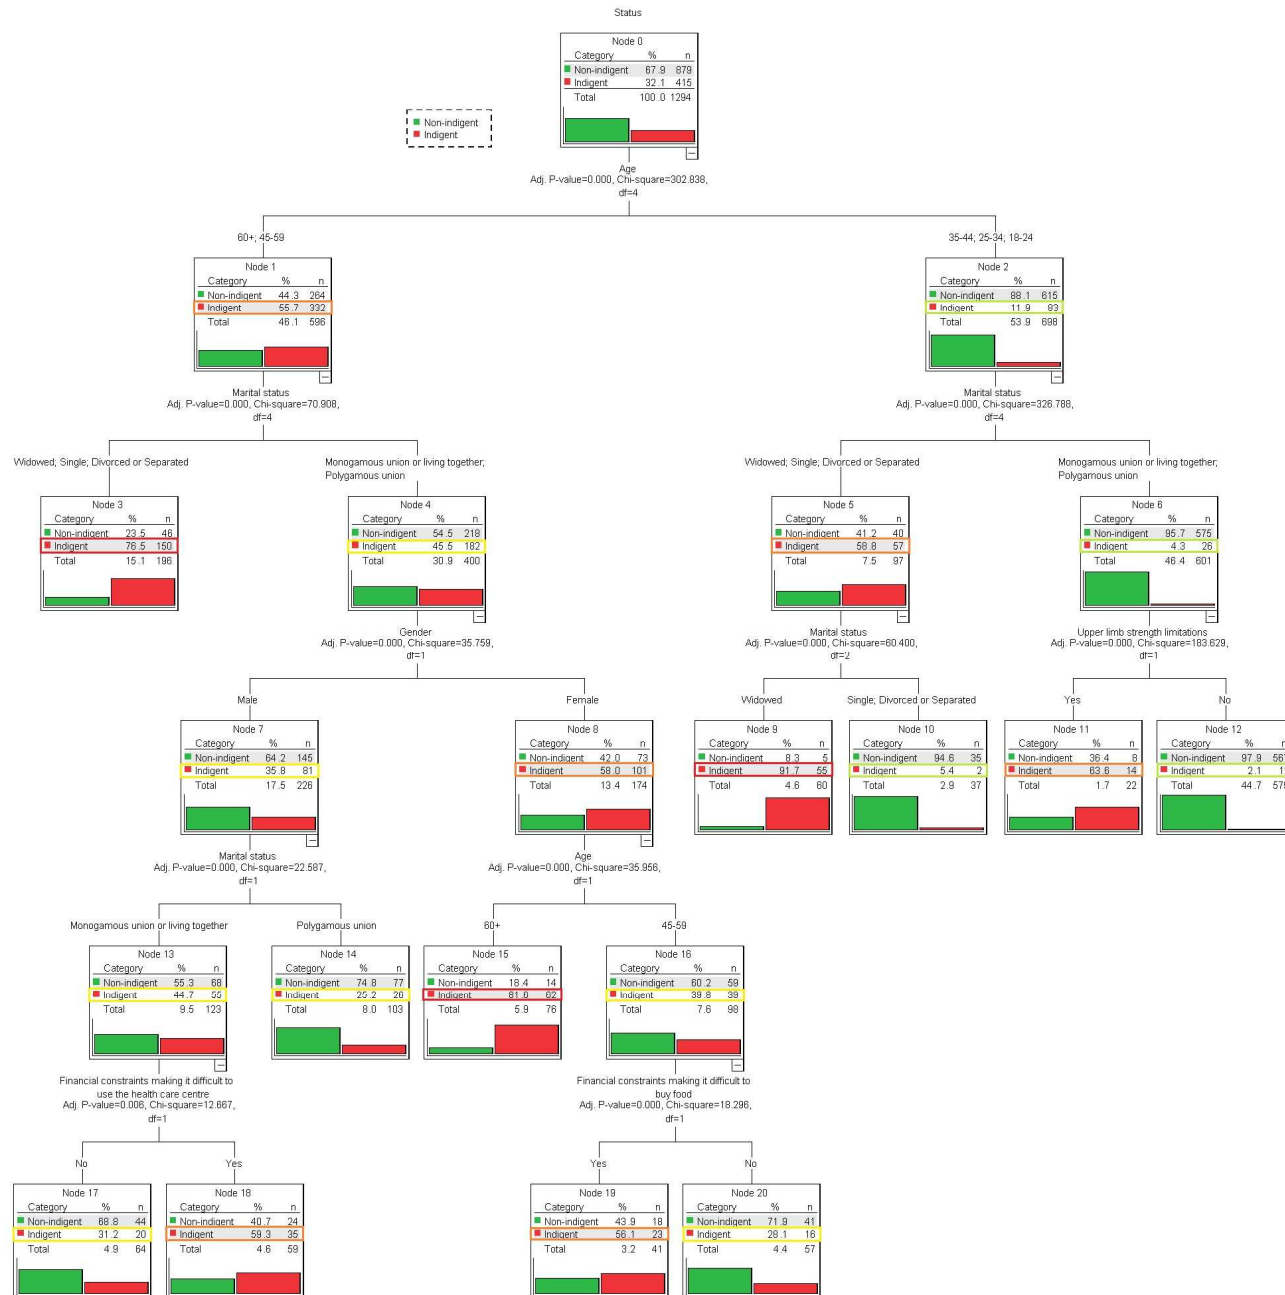 Status
Node 0
Category % n
Non-indigent 67.9 879
Indigent 32.1 415
Total 100.0 1294
Non-indigent
Indigent
Age
Adj. P-value=0.000, Chi-square=302.838,
df=4
60+; 45-59
35-44; 25-34; 18-24
Node 1
Category % n
Non-indigent 44.3 264
Indigent 55.7 332
Total 46.1 596
Node 2
Category % n
Non-indigent 88.1 615
Indigent 11.9 83
Total 53.9 698
Marital status
Adj. P-value=0.000, Chi-square=70.908,
df=4
Marital status
Adj. P-value=0.000, Chi-square=326.788,
df=4
Widowed; Single; Divorced or Separated
Monogamous union or living together;
Polygamous union
Widowed; Single; Divorced or Separated
Monogamous union or living together;
Polygamous union
Node 3
Category % n
Non-indigent 23.5 46
Indigent 76.5 150
Total 15.1 196
Node 4
Category % n
Non-indigent 54.5 218
Indigent 45.5 182
Total 30.9 400
Node 5
Category % n
Non-indigent 41.2 40
Indigent 58.8 57
Total 7.5 97
Node 6
Category % n
Non-indigent 95.7 575
Indigent 4.3 26
Total 46.4 601
Gender
Adj. P-value=0.000, Chi-square=35.759,
df=1
Marital status
Adj. P-value=0.000, Chi-square=60.400,
df=2
Upper limb strength limitations
Adj. P-value=0.000, Chi-square=183.629,
df=1
Male
Female
Widowed
Single; Divorced or Separated
Yes
No
Node 7
Category % n
Non-indigent 64.2 145
Indigent 35.8 81
Total 17.5 226
Node 8
Category % n
Non-indigent 42.0 73
Indigent 58.0 101
Total 13.4 174
Node 9
Category % n
Non-indigent 8.3 5
Indigent 91.7 55
Total 4.6 60
Node 10
Category % n
Non-indigent 94.6 35
Indigent 5.4 2
Total 2.9 37
Node 11
Category % n
Non-indigent 36.4 8
Indigent 63.6 14
Total 1.7 22
Node 12
Category %
Non-indigent 97.9
Indigent 2.1
Total 44.7
Marital status
Adj. P-value=0.000, Chi-square=22.587,
df=1
Age
Adj. P-value=0.000, Chi-square=35.956,
df=1
Monogamous union or living together
Polygamous union
60+
45-59
Node 13
Category % n
Non-indigent 55.3 68
Indigent 44.7 55
Total 9.5 123
Node 14
Category % n
Non-indigent 74.8 77
Indigent 25.2 26
Total 8.0 103
Node 15
Category % n
Non-indigent 18.4 14
Indigent 62
Total 5.9 76
Node 16
Category % n
Non-indigent 60.2 59
Indigent 39.8 39
Total 7.6 98
Financial constraints making it difficult to
use the health care centre
Adj. P-value=0.006, Chi-square=12.667,
df=1
Financial constraints making it difficult to
buy food
Adj. P-value=0.000, Chi-square=18.296,
df=1
No
Yes
Yes
No
Node 17
Category % n
Non-indigent 68.8 44
Indigent 31.2 20
Total 4.9 64
Node 18
Category % n
Non-indigent 40.7 24
Indigent 59.3 35
Total 4.6 59
Node 19
Category % n
Non-indigent 43.9 18
Indigent 56.1 23
Total 3.2 41
Node 20
Category % n
Non-indigent 71.9 41
Indigent 28.1 16
Total 4.4 57